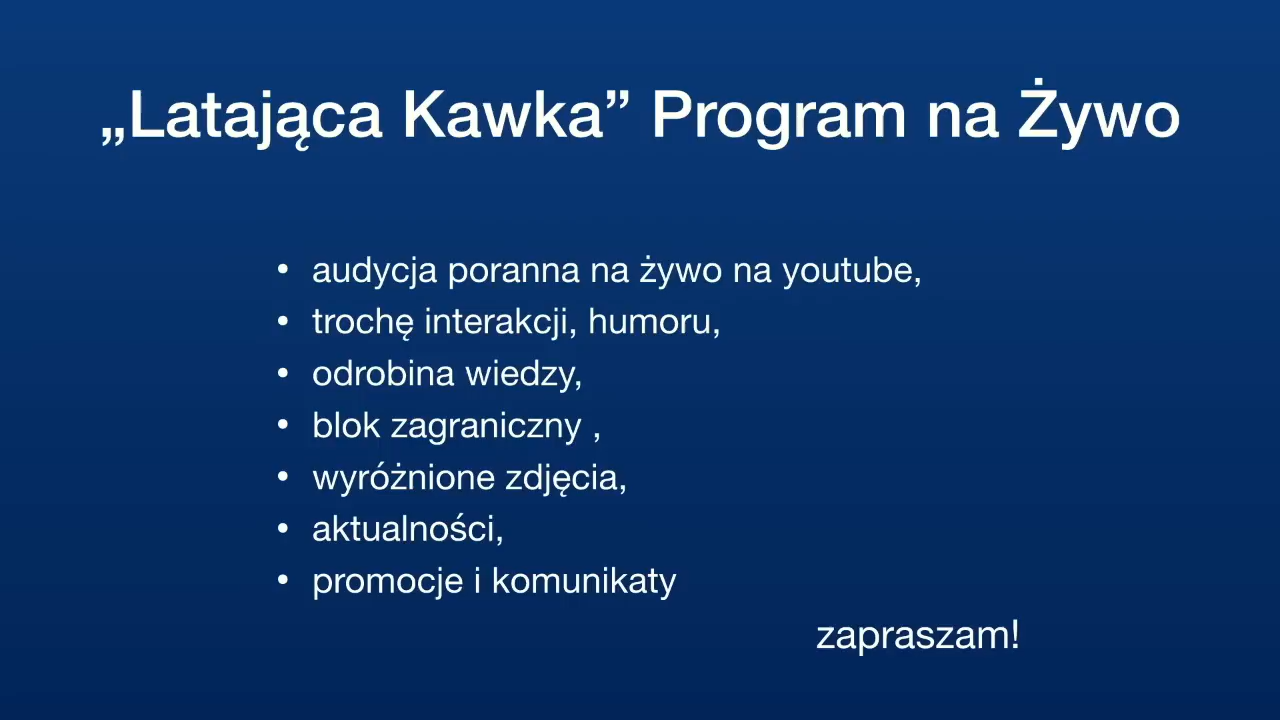 „Latająca Kawka” Program na Żywo
• audycja poranna na żywo na youtube,
• trochę interakcji, humoru,
• odrobina wiedzy,
• blok zagraniczny ,
• wyróżnione zdjęcia,
• aktualności,
• promocje i komunikaty
zapraszam!